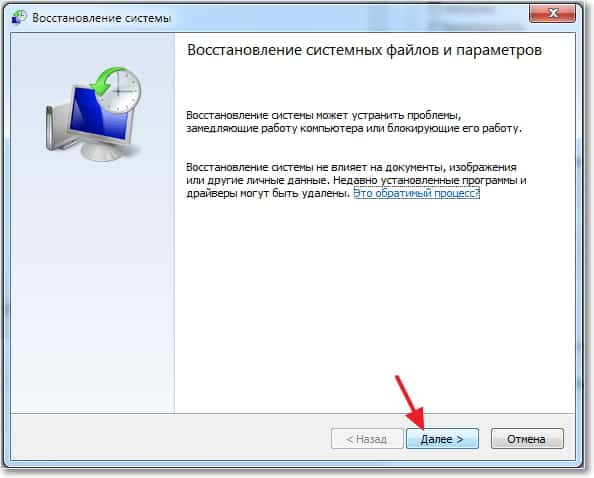 Восстановление системы
Восстановление системных файлов и параметров
Восстановление системы может устранить проблемы,
замедляющие работу компьютера или блокирующие его работу.
Восстановление системы не влияет на документы, изображения
или другие личные данные. Недавно установленные программы и
драйверы могут быть удалены. Это обратимый процесс?
< Назад
Далее >
Отмена